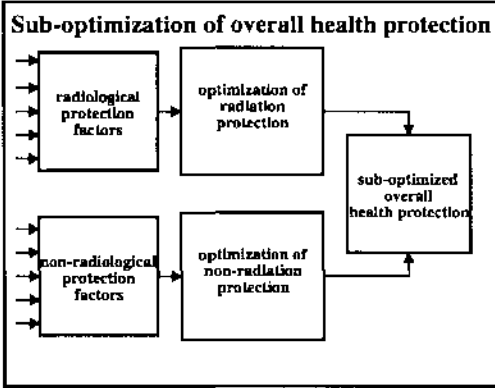 Sub-optimization of overall health protection
radiological
protection
factors
optimization of
radiation
protection
sub-optimized
overall
health protection
non-radiological
protection
factors
optimization of
non-radiation
protection